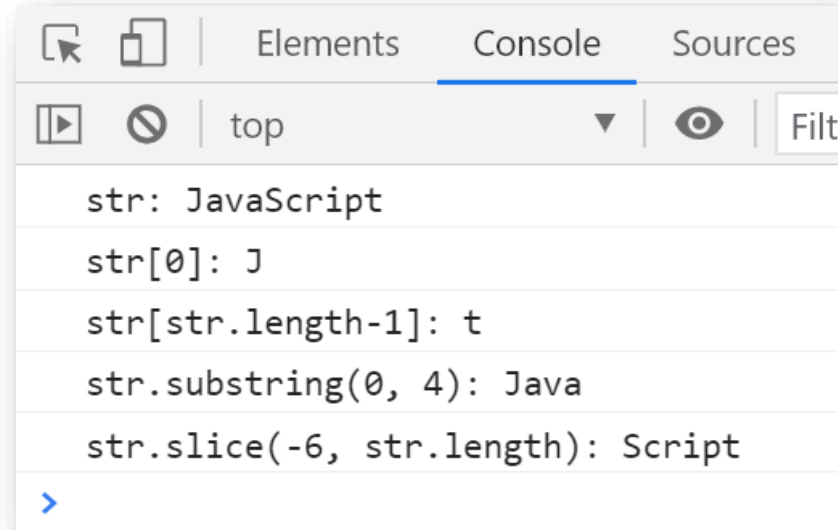 Elements Console Sources
top Filt
str: JavaScript
str[0]: J
str[str.length-1]: t
str.substring(0, 4): Java
str.slice(-6, str.length): Script